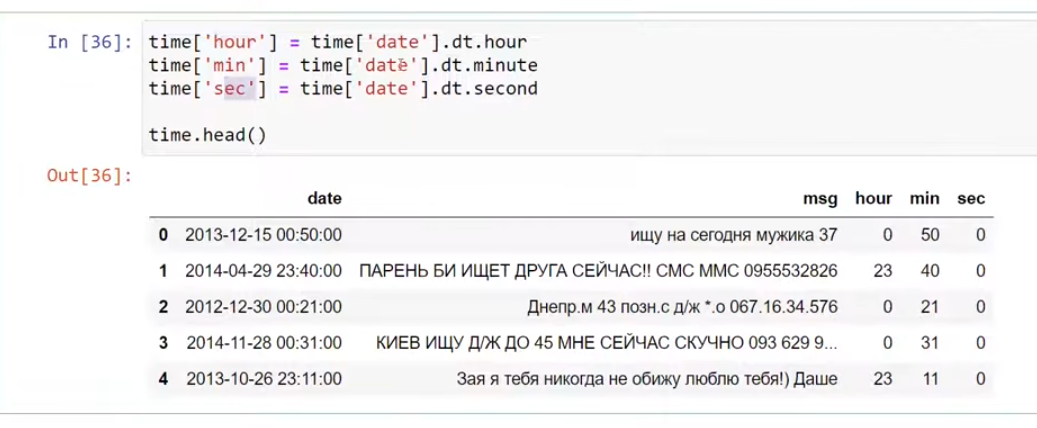 In [36]: time['hour'] = time['date'].dt.hour
time['min'] = time['date'].dt.minute
time['sec'] = time['date'].dt.second
time.head()
Out[36]:
date msg hour min sec
0 2013-12-15 00:50:00 ищу на сегодня мужика 37 0 50 0
1 2014-04-29 23:40:00 ПАРЕНЬ БИ ИЩЕТ ДРУГА СЕЙЧАС!! СМС ММС 0955532826 23 40 0
2 2012-12-30 00:21:00 Днепр.м 43 позн.с д/ж *.о 067.16.34.576 0 21 0
3 2014-11-28 00:31:00 КИЕВ ИЩУ Д/Ж ДО 45 МНЕ СЕЙЧАС СКУЧНО 093 629 9... 0 31 0
4 2013-10-26 23:11:00 Зая я тебя никогда не обижу люблю тебя!) Даше 23 11 0